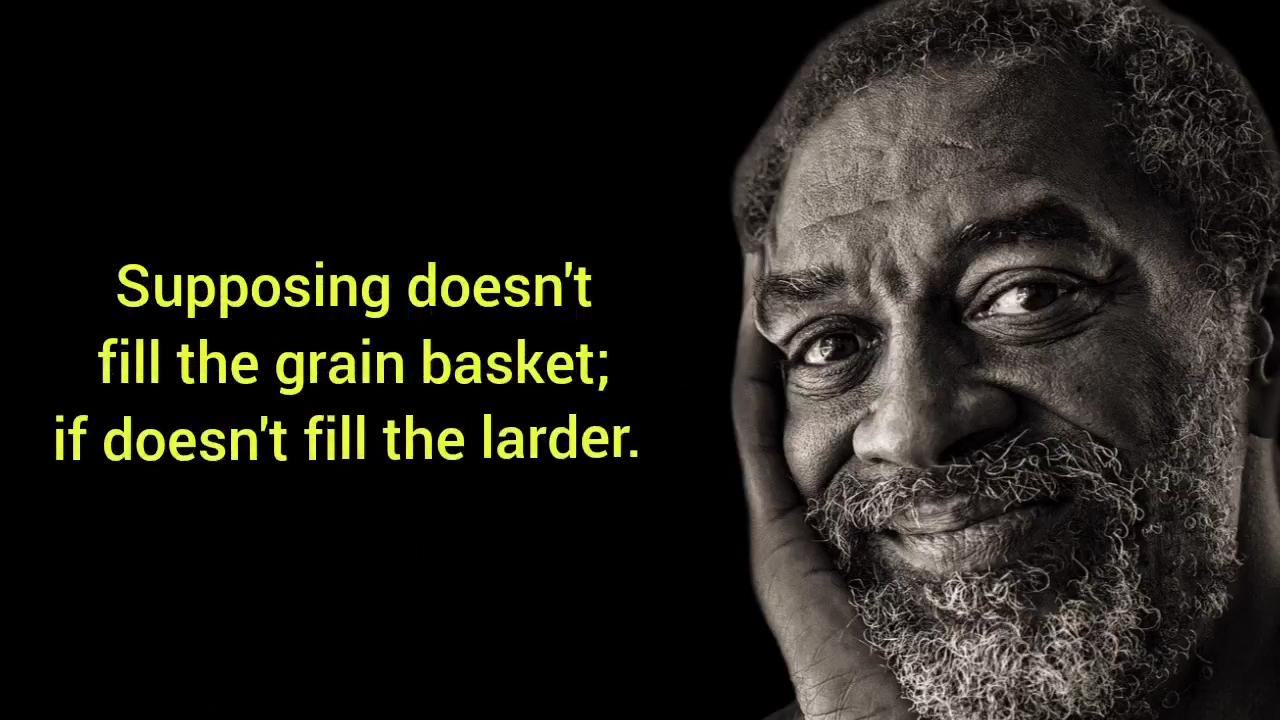 Supposing doesn't
fill the grain basket;
if doesn't fill the larder.